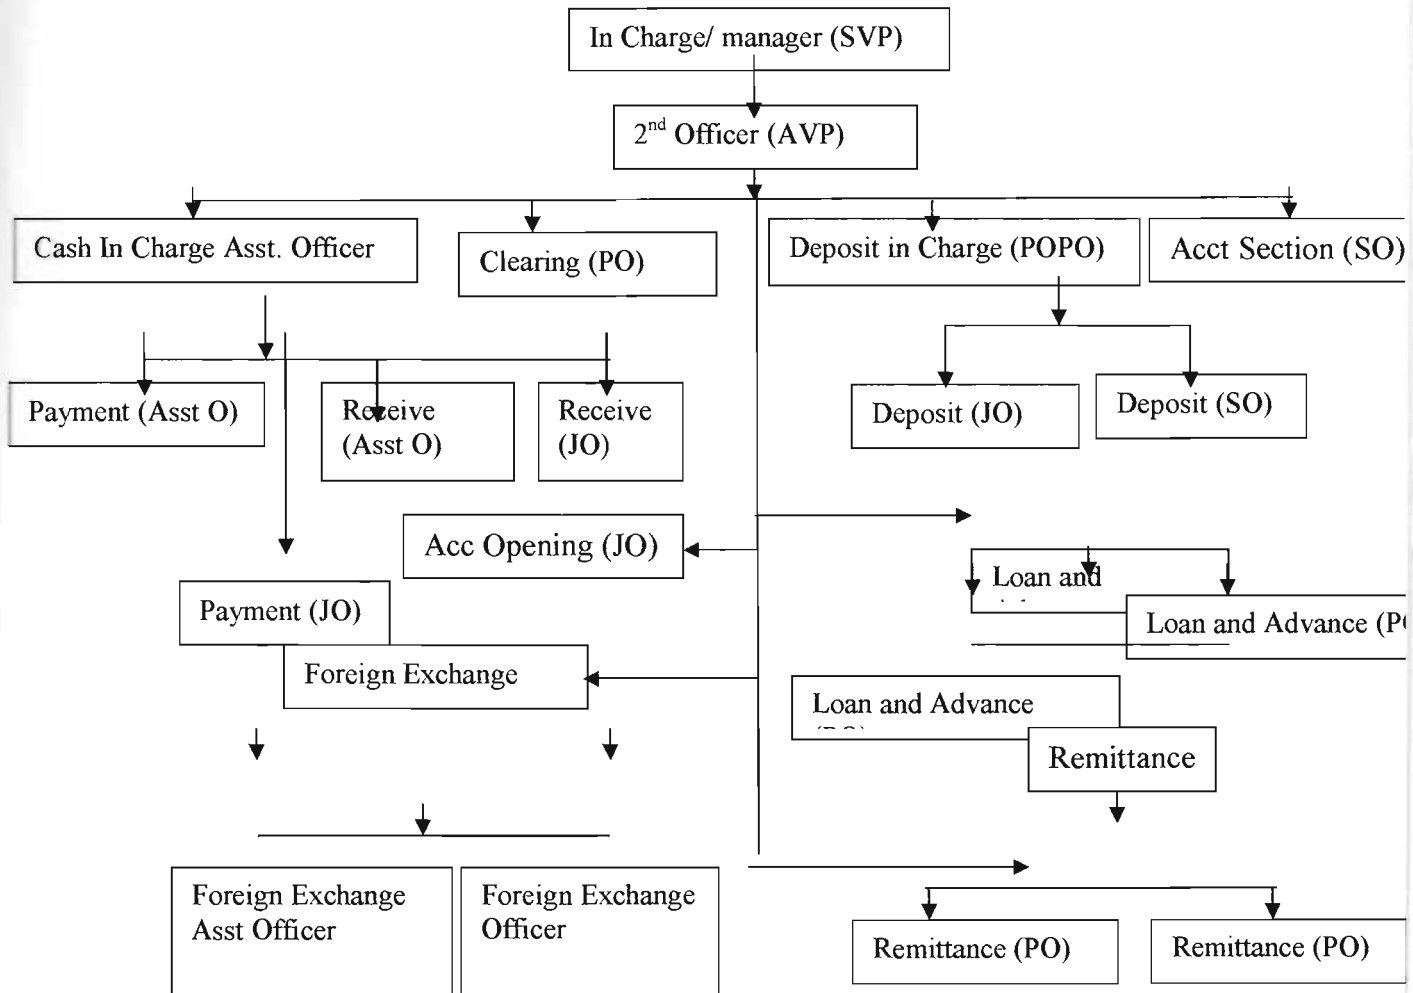 In Charge/ manager (SVP)
2nd Officer (AVP)
Cash In Charge Asst. Officer
Clearing (PO)
Deposit in Charge (POPO)
Acct Section (SO)
Payment (Asst O)
Receive
(Asst O)
Receive
(JO)
Deposit (JO)
Deposit (SO)
Acc Opening (JO)
Loan and
Payment (JO)
Loan and Advance
Foreign Exchange
Loan and Advance
Remittance
Foreign Exchange
Asst Officer
Foreign Exchange
Officer
Remittance (PO)
Remittance (PO)